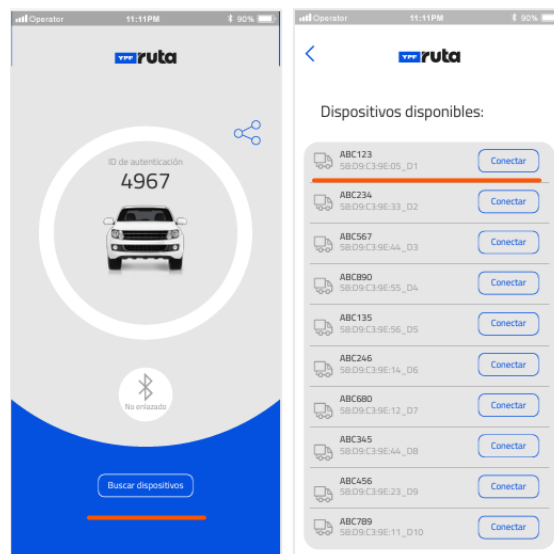 Operator 11:11PM 90%
YPF ruta
ID de autenticación
4967
No enlazado
Buscar dispositivos
Operator 11:11PM 90%
YPF ruta
Dispositivos disponibles:
ABC123
58:D9:C3:9E:05_D1
Conectar
ABC234
58:D9:C3:9E:33_D2
Conectar
ABC567
58:D9:C3:9E:44_D3
Conectar
ABC890
58:D9:C3:9E:55_D4
Conectar
ABC135
58:D9:C3:9E:56_D5
Conectar
ABC246
58:D9:C3:9E:14_D6
Conectar
ABC680
58:D9:C3:9E:12_D7
Conectar
ABC345
58:D9:C3:9E:44_D8
Conectar
ABC456
58:D9:C3:9E:23_D9
Conectar
ABC789
58:D9:C3:9E:11_D10
Conectar